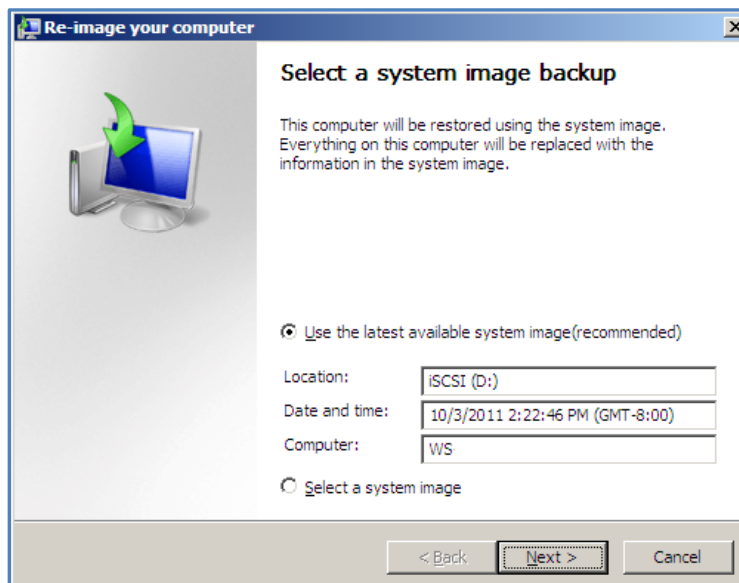 Re-image your computer
Select a system image backup
This computer will be restored using the system image.
Everything on this computer will be replaced with the
information in the system image.
Use the latest available system image(recommended)
Location: iSCSI (D:)
Date and time: 10/3/2011 2:22:46 PM (GMT-8:00)
Computer: WS
Select a system image
< Back Next > Cancel